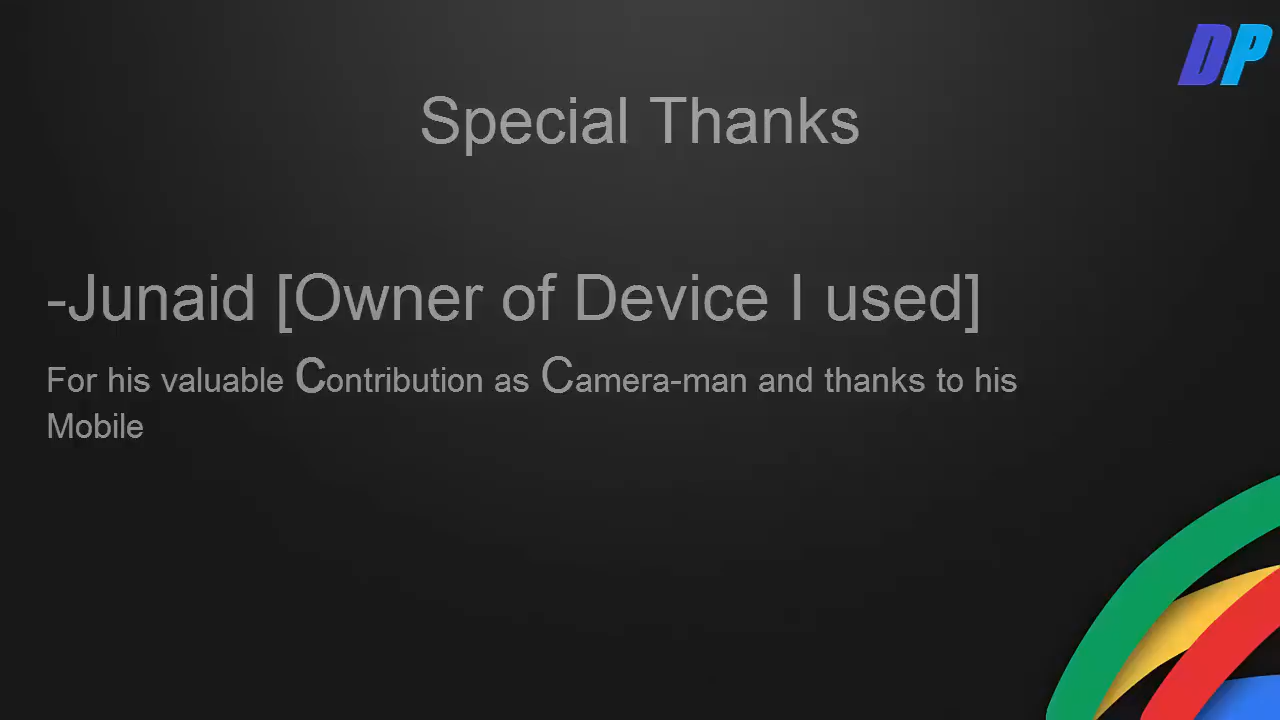 DP
Special Thanks
-Junaid [Owner of Device I used]
For his valuable Contribution as Camera-man and thanks to his
Mobile